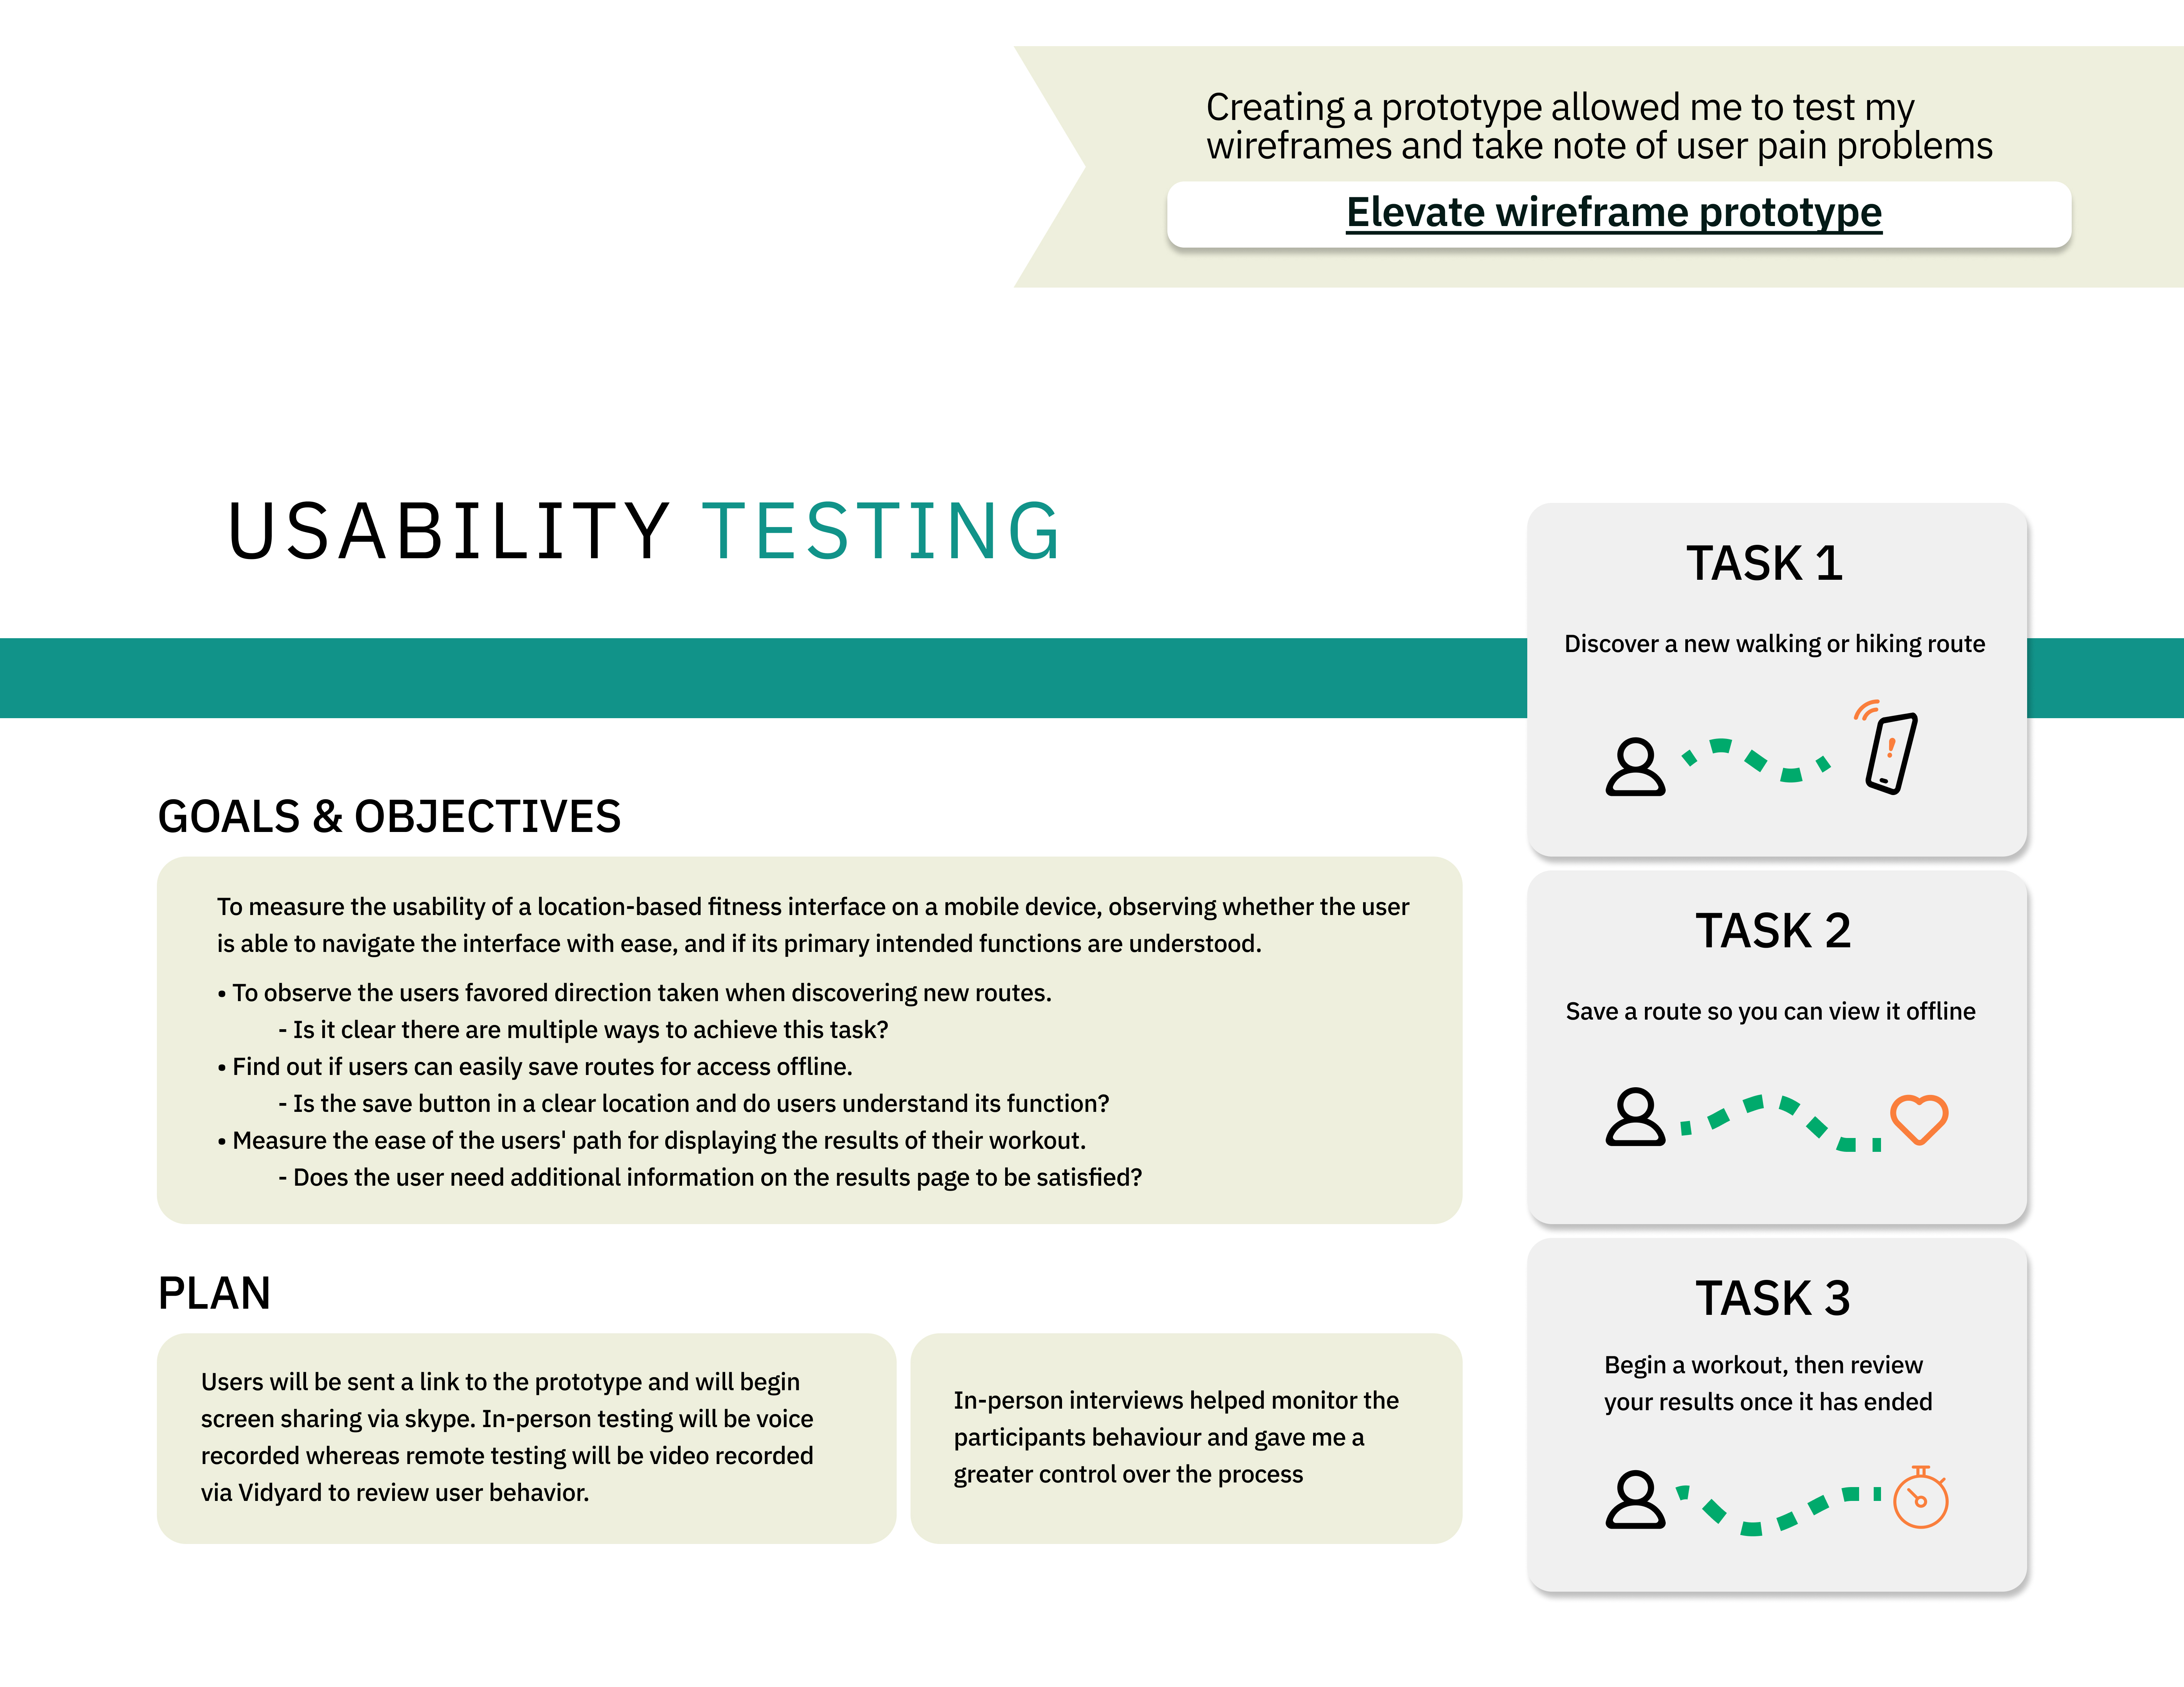 Creating a prototype allowed me to test my
wireframes and take note of user pain problems
Elevate wireframe prototype
USABILITY TESTING
GOALS & OBJECTIVES
To measure the usability of a location-based fitness interface on a mobile device, observing whether the user
is able to navigate the interface with ease, and if its primary intended functions are understood.
• To observe the users favored direction taken when discovering new routes.
- Is it clear there are multiple ways to achieve this task?
• Find out if users can easily save routes for access offline.
- Is the save button in a clear location and do users understand its function?
• Measure the ease of the users' path for displaying the results of their workout.
- Does the user need additional information on the results page to be satisfied?
PLAN
Users will be sent a link to the prototype and will begin
screen sharing via skype. In-person testing will be voice
recorded whereas remote testing will be video recorded
via Vidyard to review user behavior.
In-person interviews helped monitor the
participants behaviour and gave me a
greater control over the process
TASK 1
Discover a new walking or hiking route
!
TASK 2
Save a route so you can view it offline
TASK 3
Begin a workout, then review
your results once it has ended